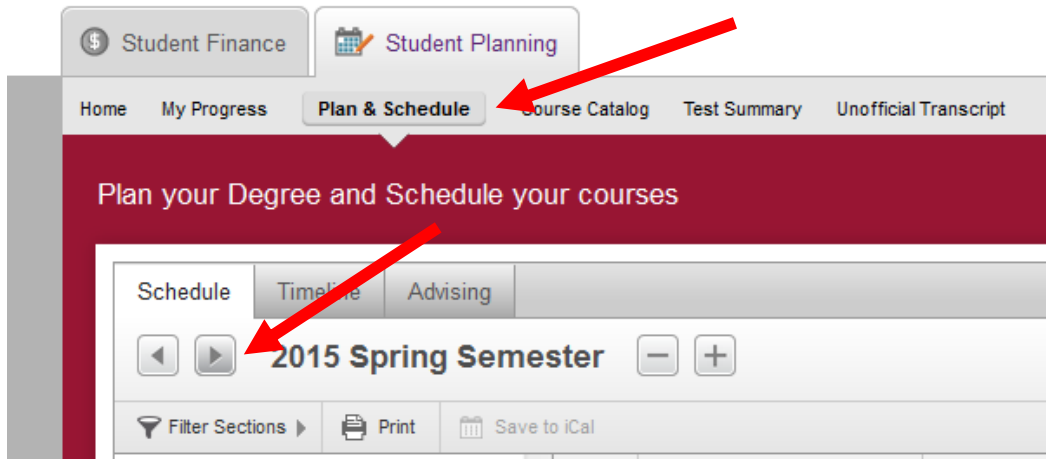 Student Finance Student Planning
Home My Progress Plan & Schedule Course Catalog Test Summary Unofficial Transcript
Plan your Degree and Schedule your courses
Schedule Timeline Advising
2015 Spring Semester
Filter Sections Print Save to iCal